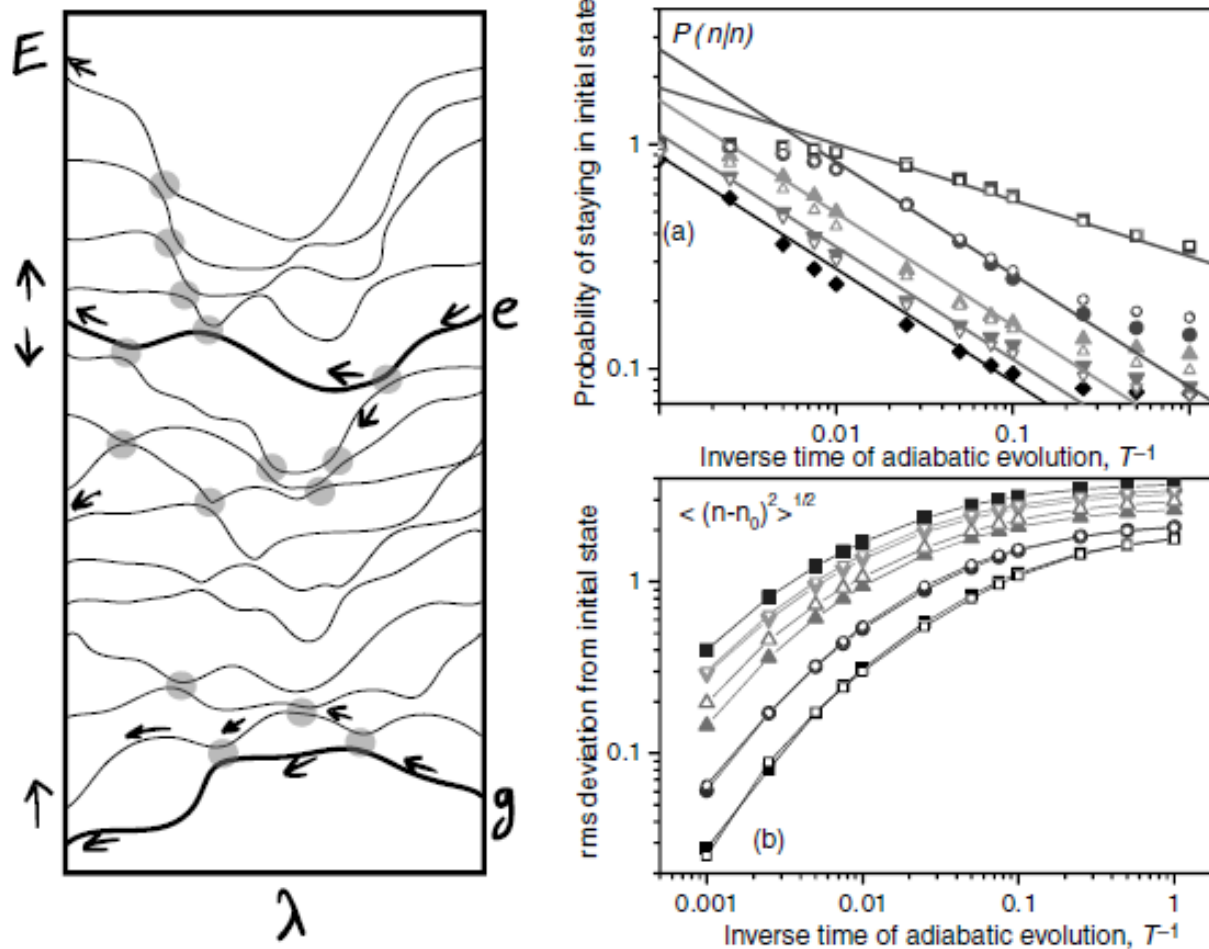 E
e
g
λ
P(n|n)
Probability of staying in initial state
1
0.1
(a)
0.01
0.1
Inverse time of adiabatic evolution, T⁻¹
< (n-n₀)² >^1/2
rms deviation from initial state
1
0.1
(b)
0.001
0.01
0.1
1
Inverse time of adiabatic evolution, T⁻¹